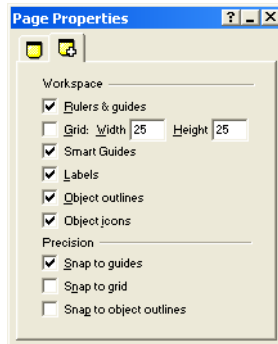 Page Properties
Workspace
Rulers & guides
Grid: Width 25 Height 25
Smart Guides
Labels
Object outlines
Object icons
Precision
Snap to guides
Snap to grid
Snap to object outlines